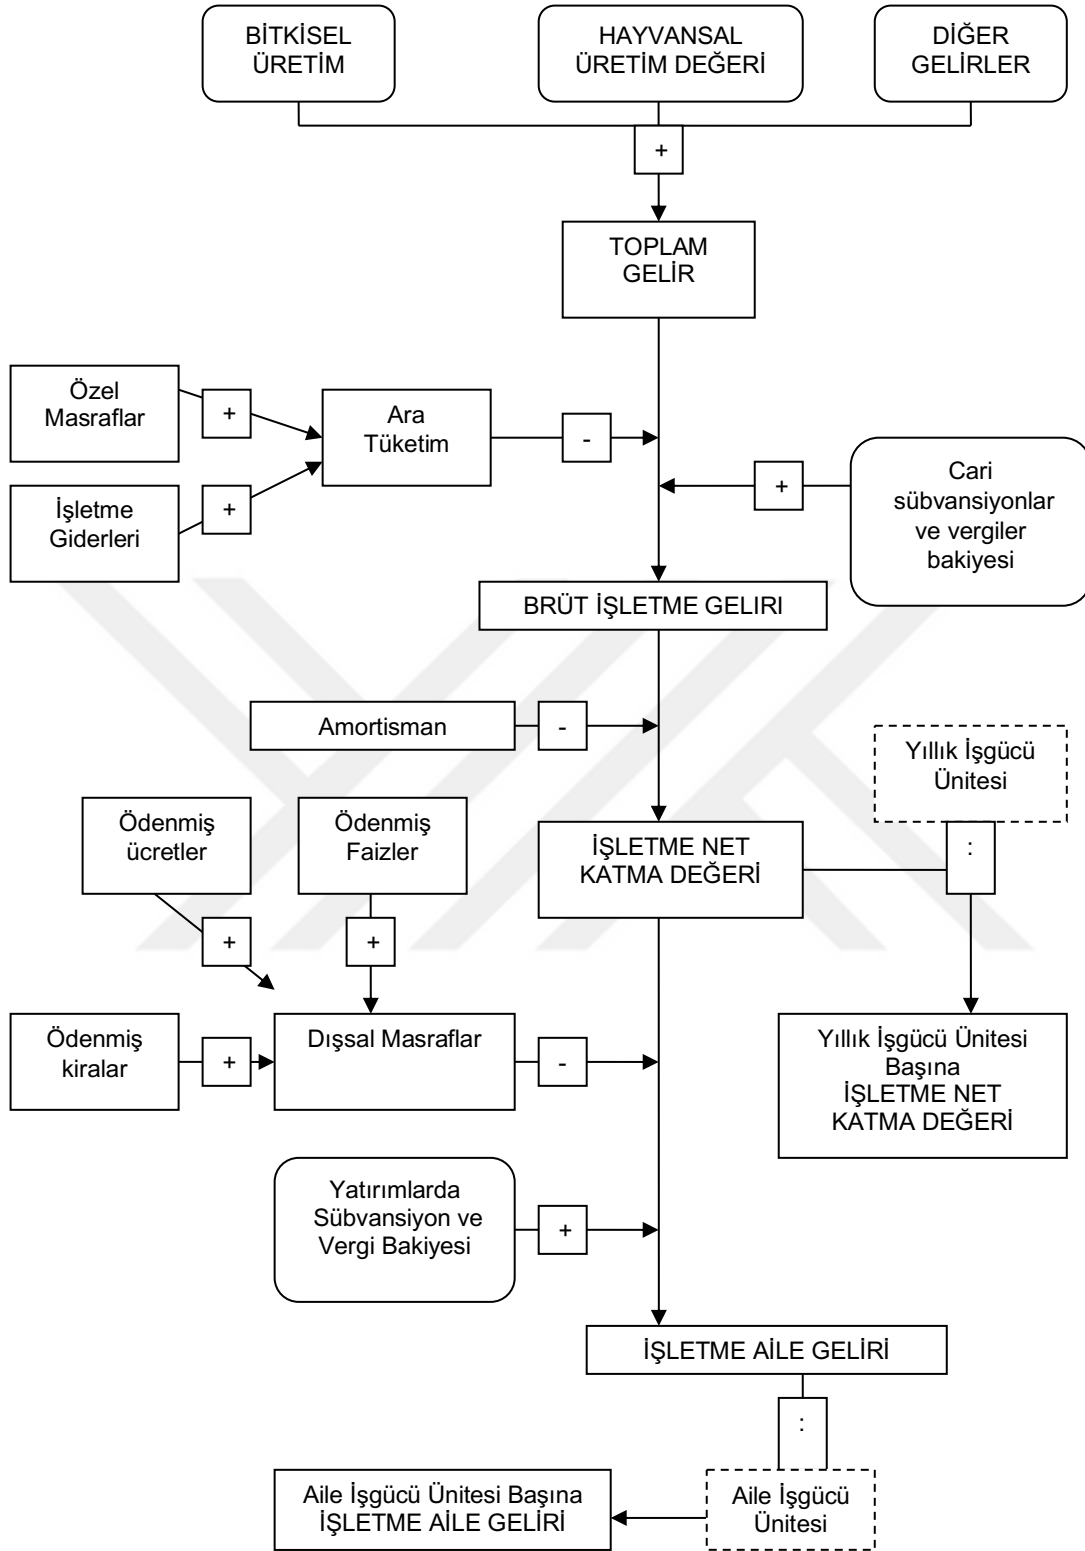 BİTKİSEL
ÜRETİM
HAYVANSAL
ÜRETİM DEĞERİ
DİĞER
GELİRLER
+
TOPLAM
GELİR
Özel
Masraflar
+
Ara
Tüketim
-
İşletme
Giderleri
+
+
Cari
sübvansiyonlar
ve vergiler
bakiyesi
BRÜT İŞLETME GELIRI
Amortisman
-
Yıllık İşgücü
Ünitesi
:
Ödenmiş
ücretler
Ödenmiş
Faizler
İŞLETME NET
KATMA DEĞERİ
+
+
Ödenmiş
kiralar
+
Dışsal Masraflar
-
Yıllık İşgücü Ünitesi
Başına
İŞLETME NET
KATMA DEĞERİ
Yatırımlarda
Sübvansiyon ve
Vergi Bakiyesi
+
İŞLETME AİLE GELİRİ
:
Aile İşgücü Ünitesi Başına
İŞLETME AİLE GELİRİ
Aile İşgücü
Ünitesi